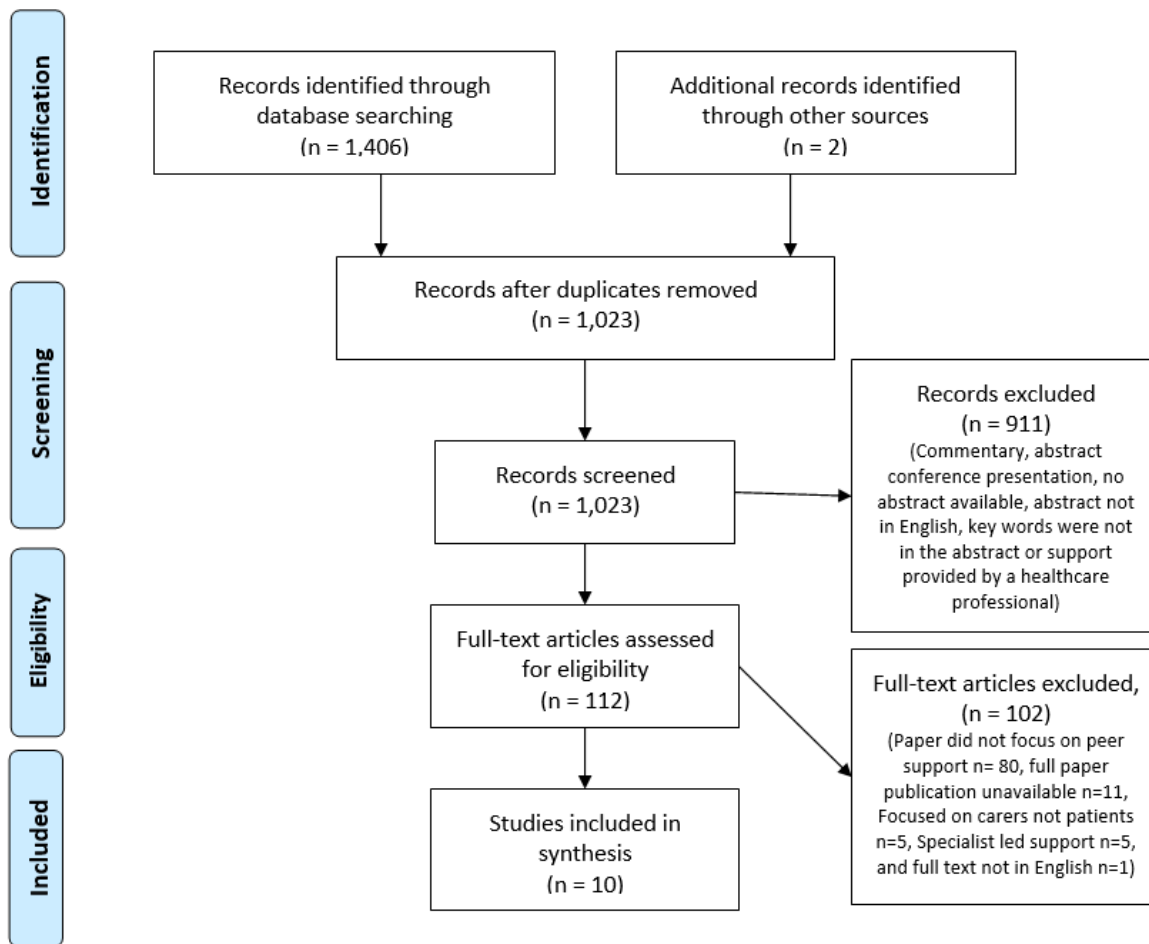 Identification
Records identified through
database searching
(n = 1,406)
Additional records identified
through other sources
(n = 2)
Screening
Records after duplicates removed
(n = 1,023)
Records screened
(n = 1,023)
Records excluded
(n = 911)
(Commentary, abstract
conference presentation, no
abstract available, abstract not
in English, key words were not
in the abstract or support
provided by a healthcare
professional)
Eligibility
Full-text articles assessed
for eligibility
(n = 112)
Full-text articles excluded,
(n = 102)
(Paper did not focus on peer
support n= 80, full paper
publication unavailable n=11,
Focused on carers not patients
n=5, Specialist led support n=5,
and full text not in English n=1)
Included
Studies included in
synthesis
(n = 10)